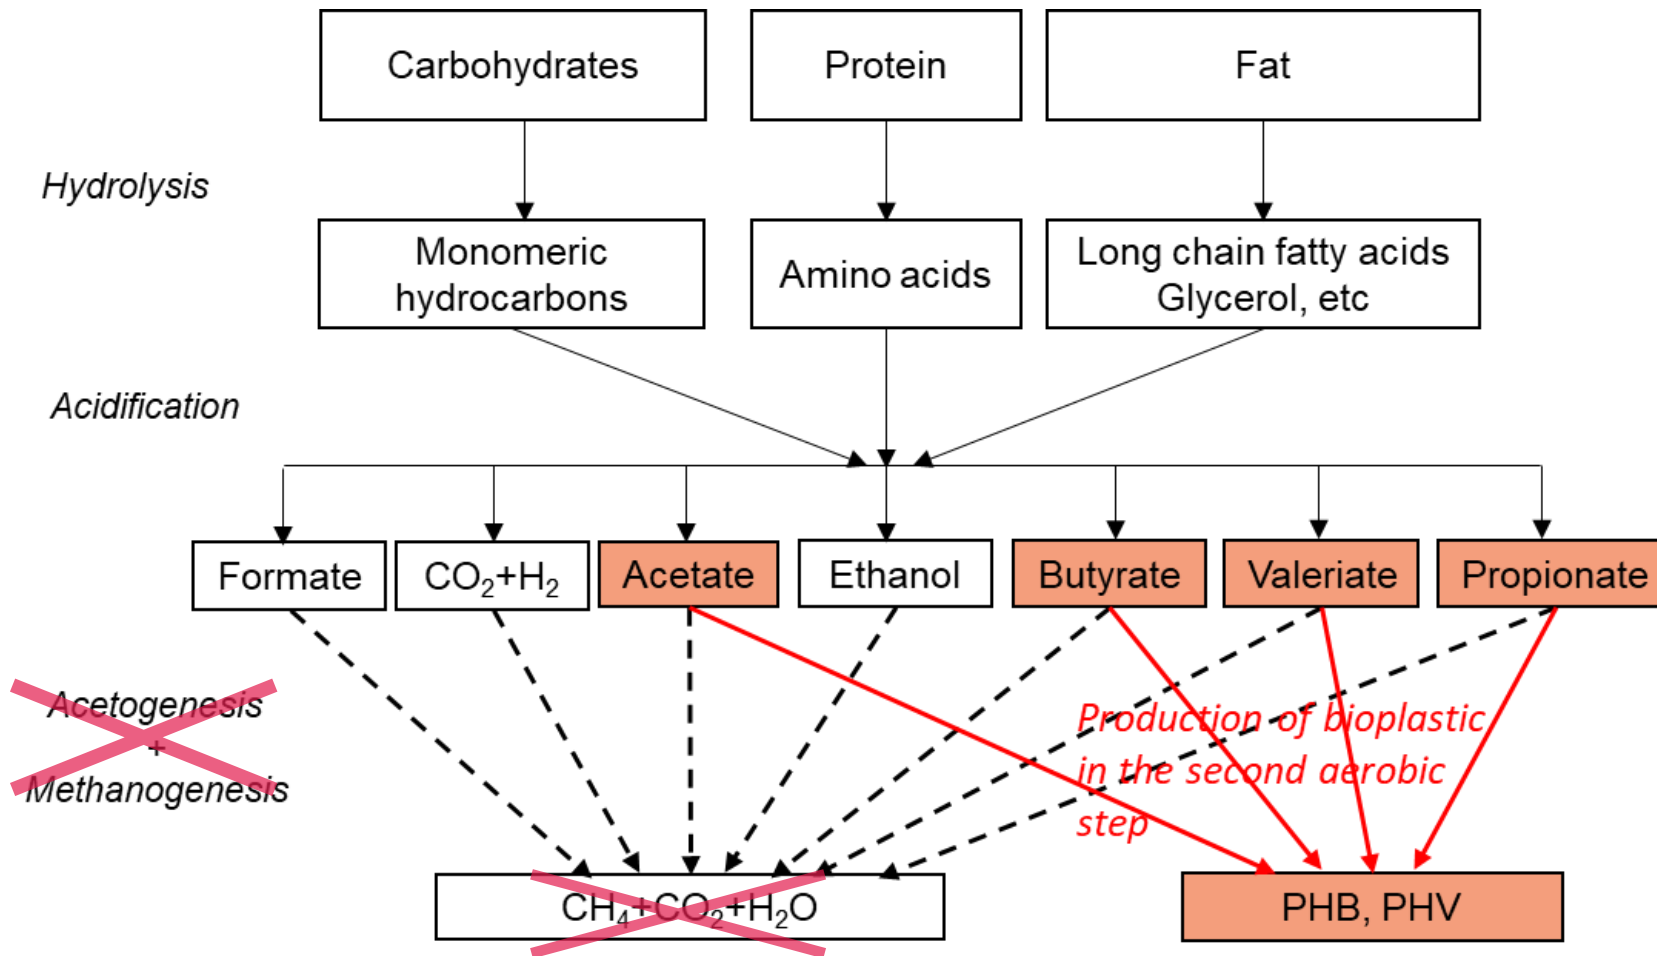 Carbohydrates
Protein
Fat
Hydrolysis
Monomeric
hydrocarbons
Amino acids
Long chain fatty acids
Glycerol, etc
Acidification
Formate
CO₂+H₂
Acetate
Ethanol
Butyrate
Valeriate
Propionate
Acetogenesis
+
Methanogenesis
Production of bioplastic
in the second aerobic
step
CH₄+CO₂+H₂O
PHB, PHV